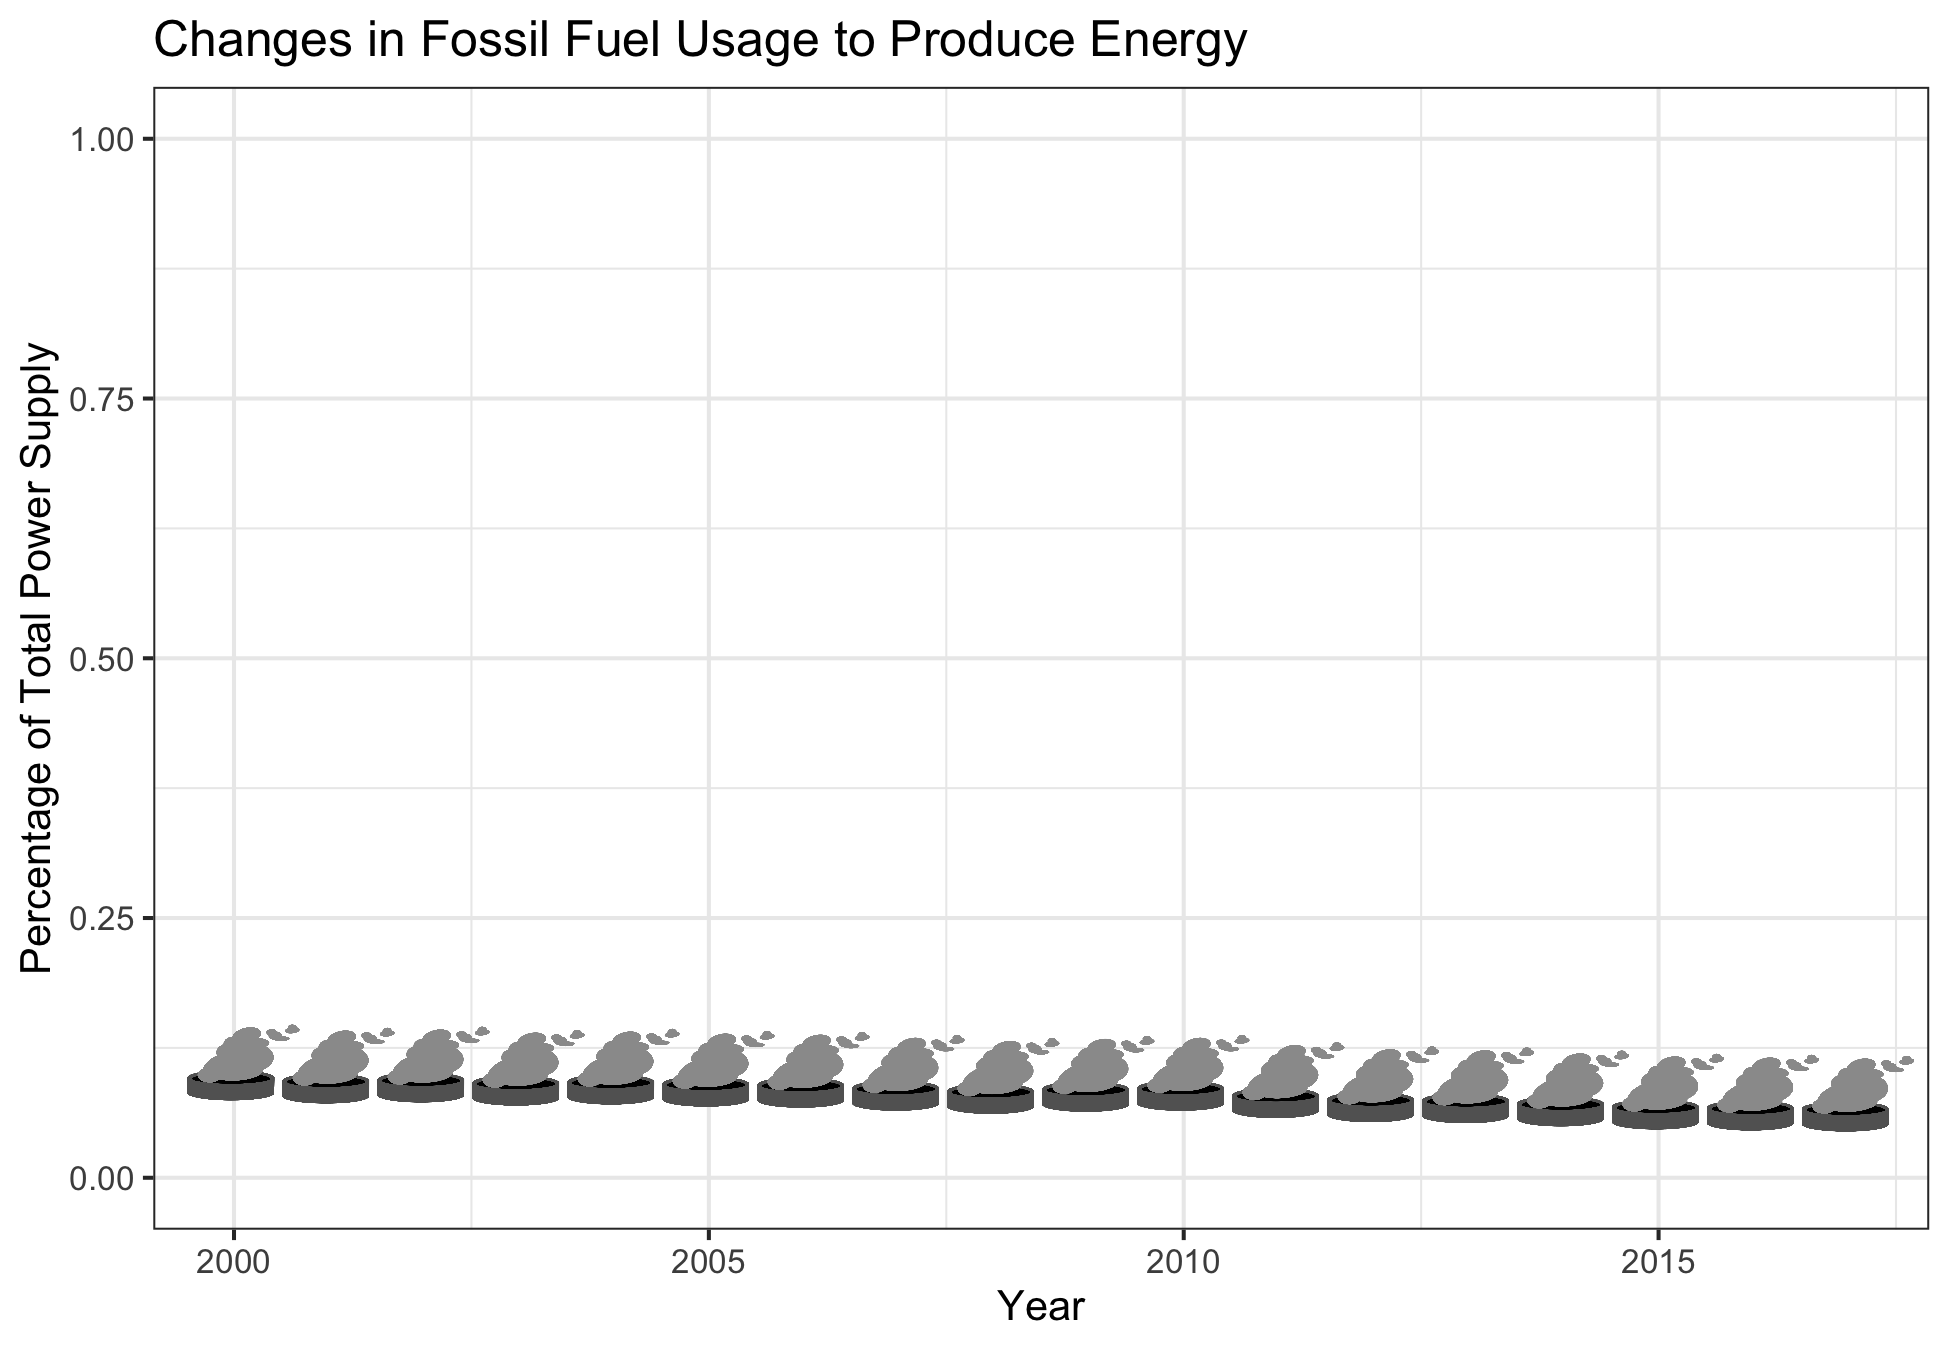 Changes in Fossil Fuel Usage to Produce Energy
Percentage of Total Power Supply
1.00
0.75
0.50
0.25
0.00
2000 2005 2010 2015
Year